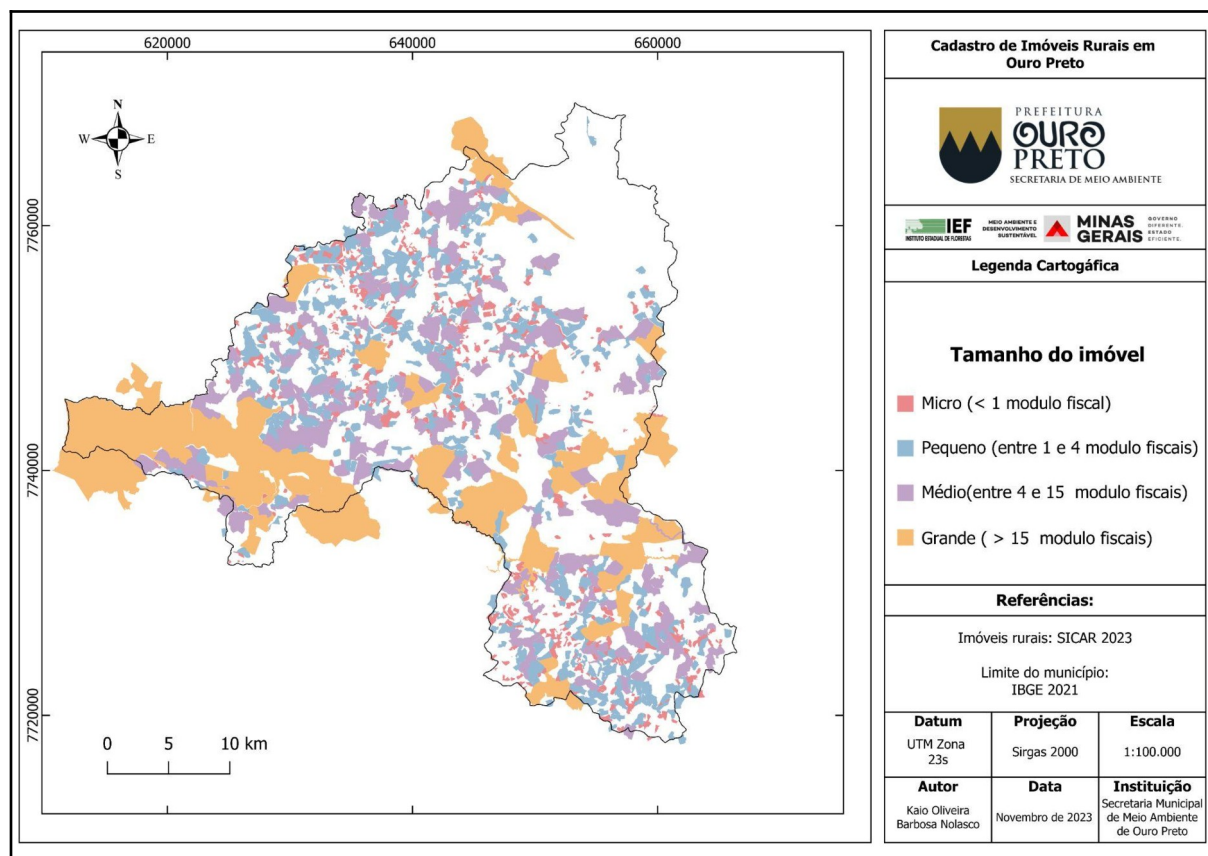 620000
640000
660000
7760000
7740000
7720000
N
W
E
S
0
5
10 km
Cadastro de Imóveis Rurais em
Ouro Preto
PREFEITURA
OURO
PRETO
SECRETARIA DE MEIO AMBIENTE
IEF
INSTITUTO ESTADUAL DE FLORESTAS
MEIO AMBIENTE E
DESENVOLVIMENTO
SUSTENTÁVEL
MINAS
GERAIS
GOVERNO
DIFERENTE.
ESTADO
EFICIENTE.
Legenda Cartogáfica
Tamanho do imóvel
Micro (< 1 modulo fiscal)
Pequeno (entre 1 e 4 modulo fiscais)
Médio(entre 4 e 15 modulo fiscais)
Grande ( > 15 modulo fiscais)
Referências:
Imóveis rurais: SICAR 2023
Limite do município:
IBGE 2021
Datum
UTM Zona
23s
Projeção
Sirgas 2000
Escala
1:100.000
Autor
Kaio Oliveira
Barbosa Nolasco
Data
Novembro de 2023
Instituição
Secretaria Municipal
de Meio Ambiente
de Ouro Preto